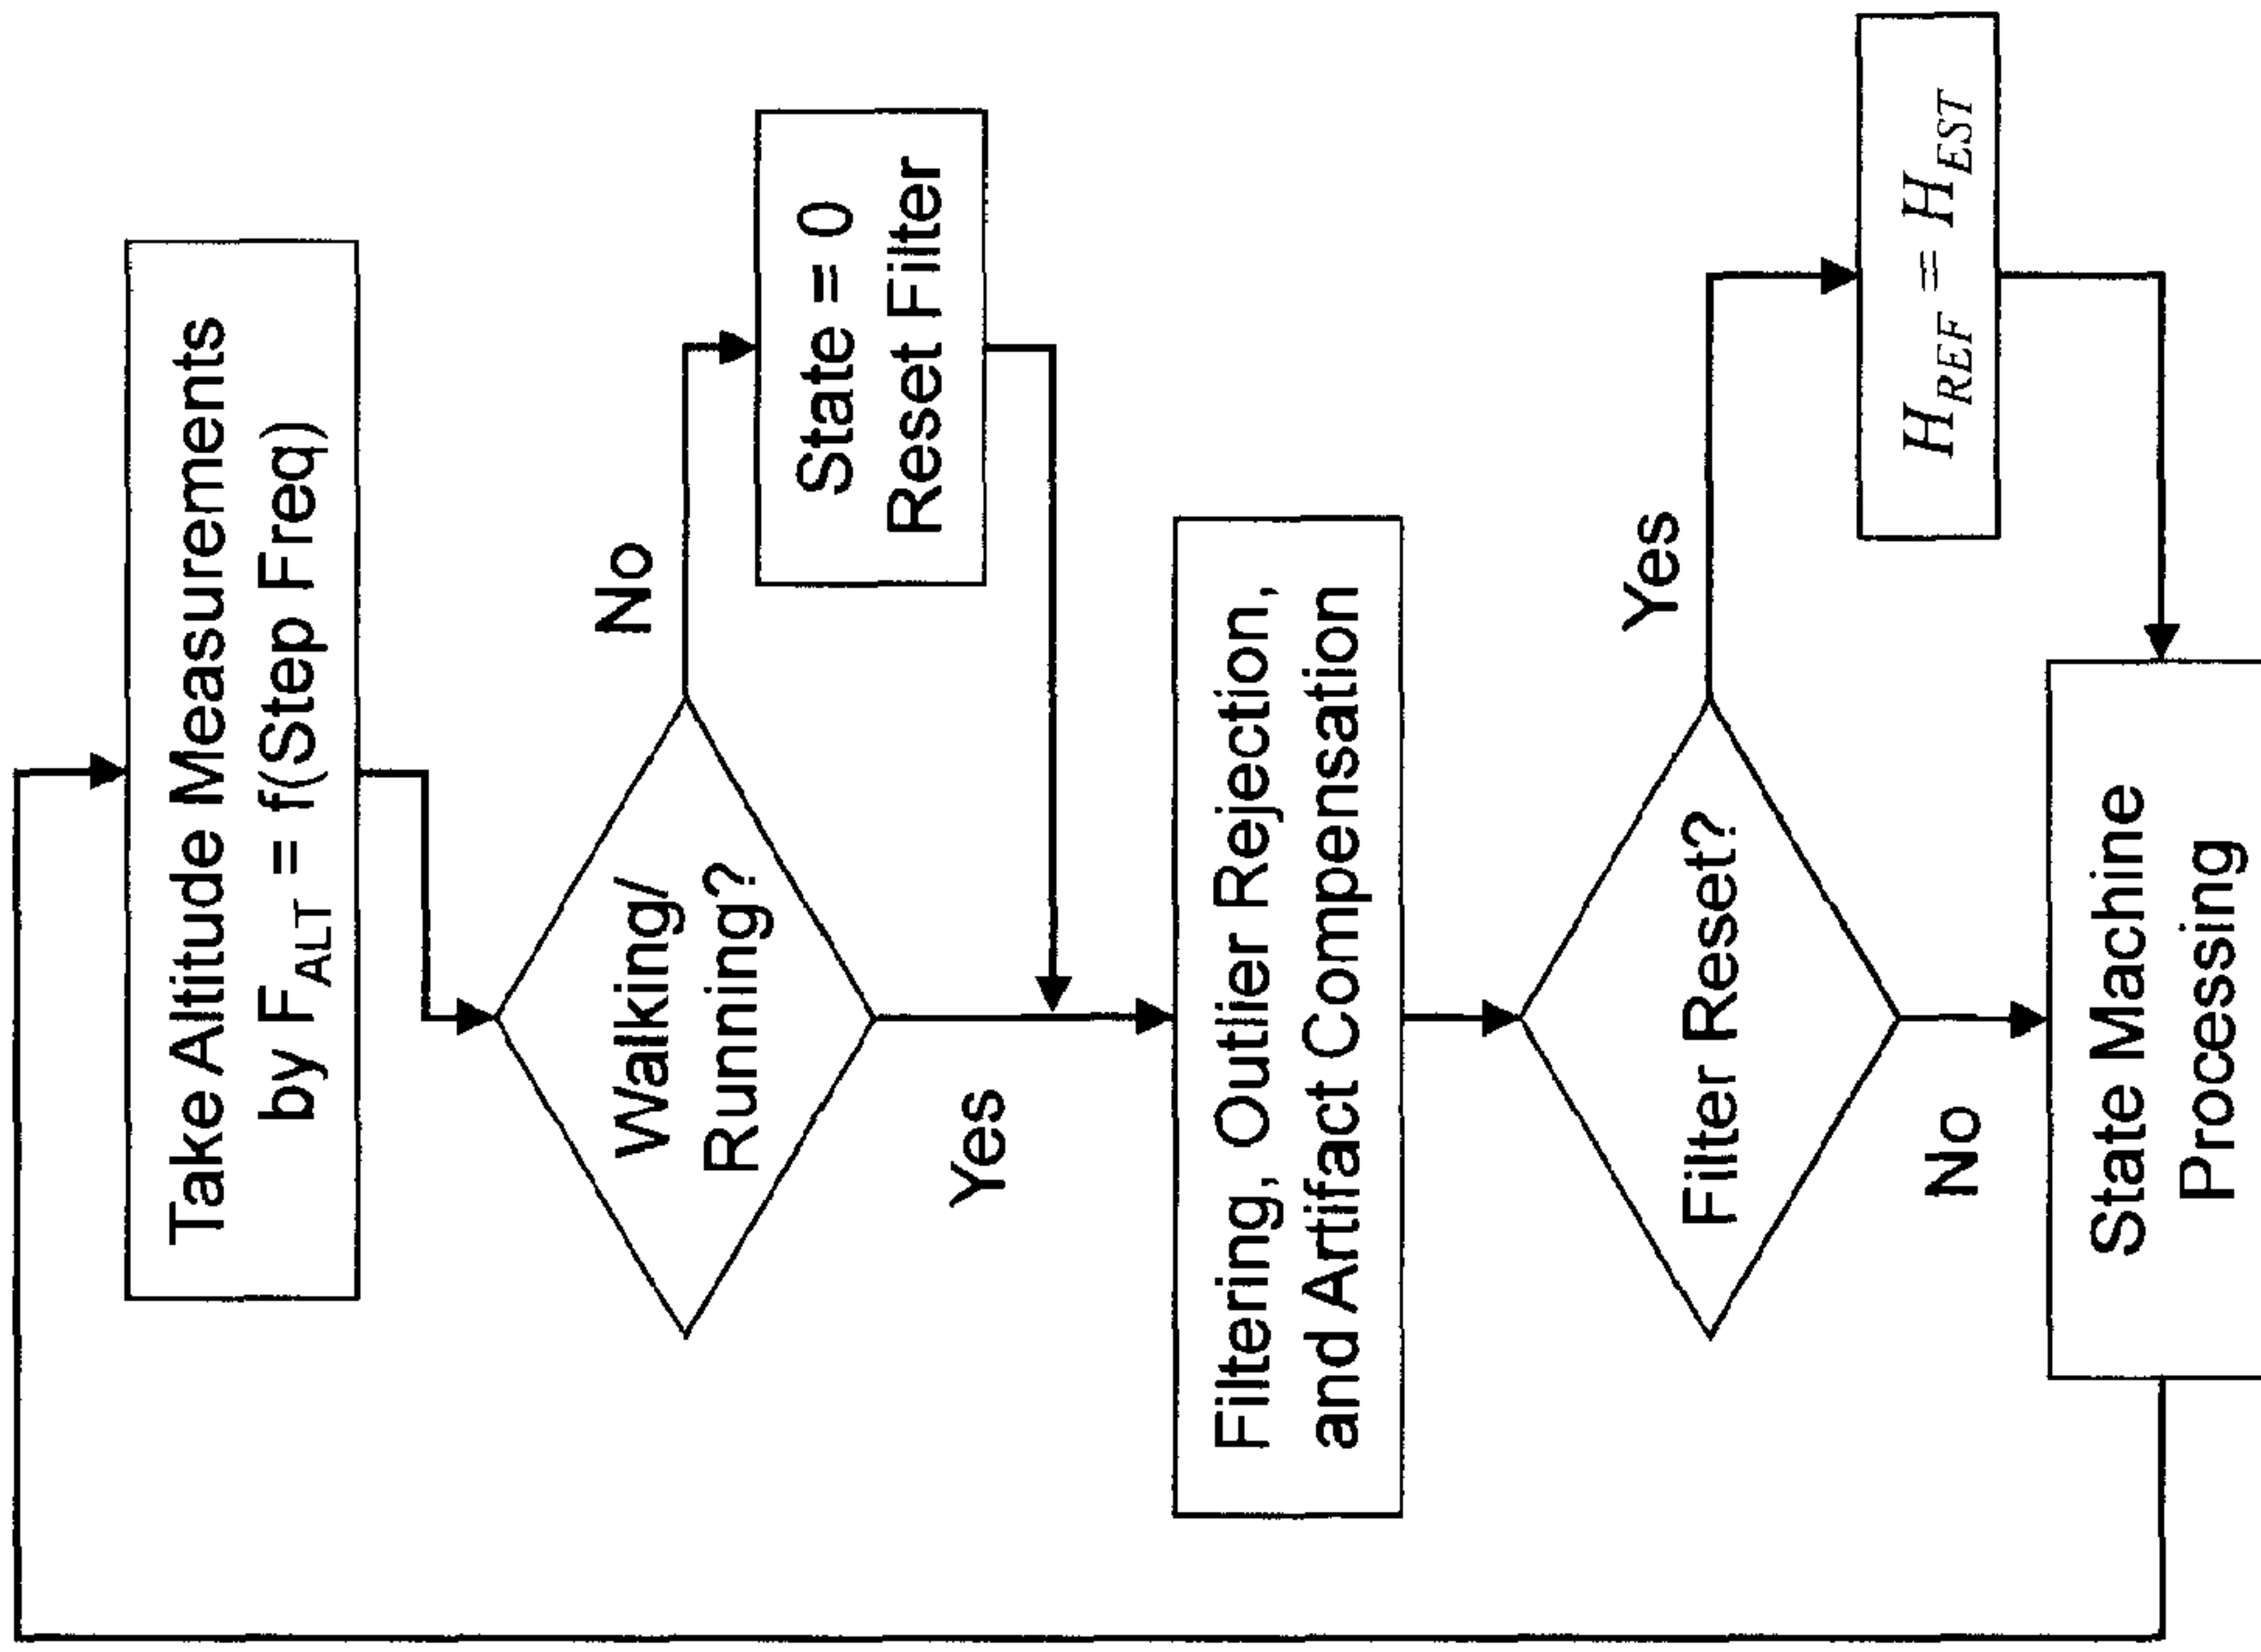 Take Altitude Measurements
by F_ALT = f(Step Freq)
Walking/
Running?
No
State = 0
Reset Filter
Yes
Filtering, Outlier Rejection,
and Artifact Compensation
Filter Reset?
Yes
H_REF = H_EST
No
State Machine
Processing